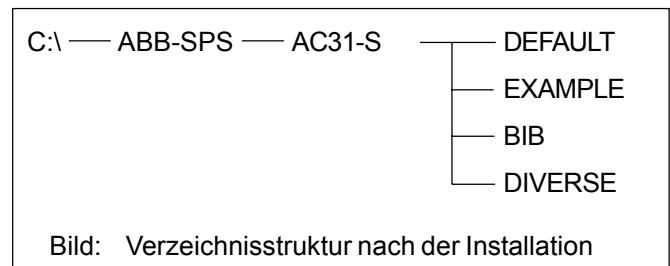 C:\ ABB-SPS AC31-S DEFAULT
EXAMPLE
BIB
DIVERSE
Bild: Verzeichnisstruktur nach der Installation